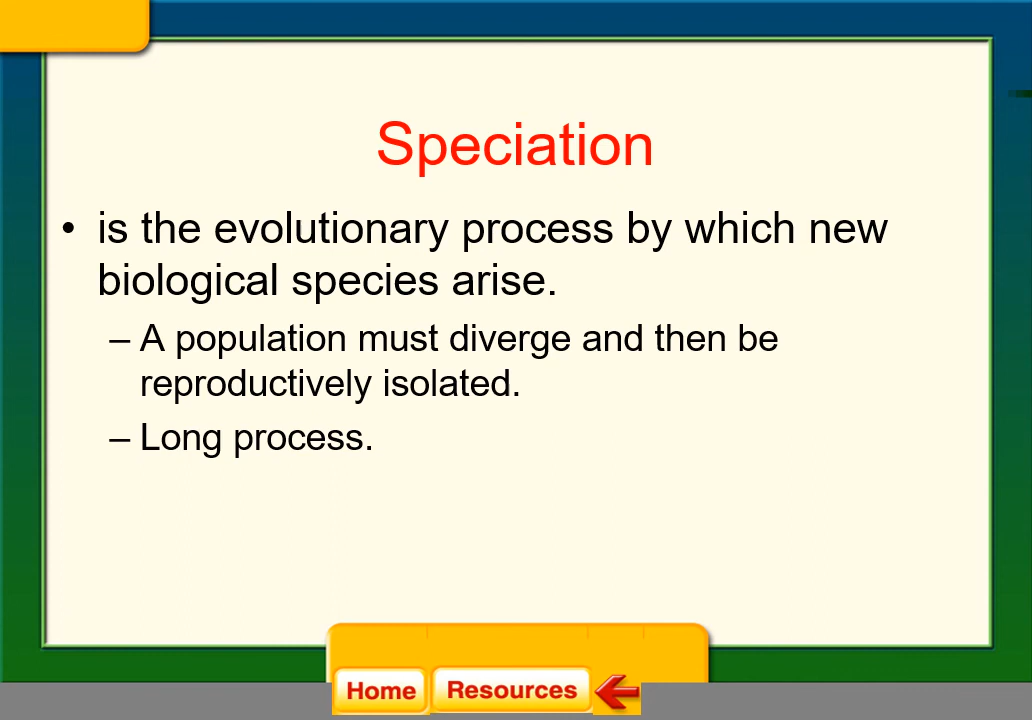 Speciation
• is the evolutionary process by which new
biological species arise.
– A population must diverge and then be
reproductively isolated.
– Long process.
Home Resources